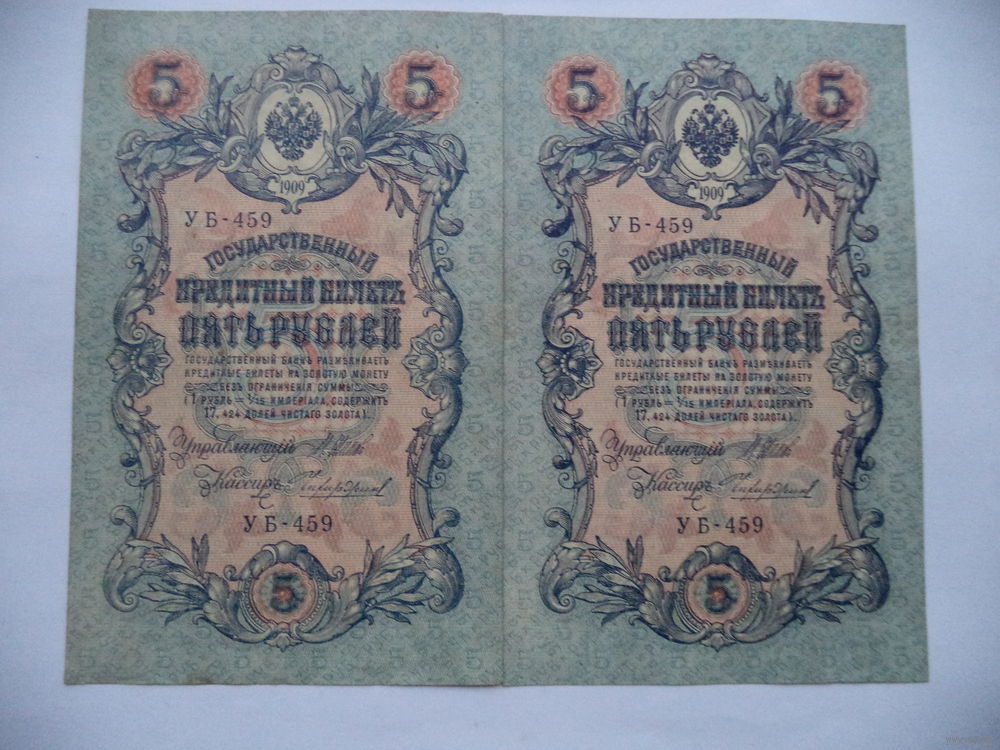 5 5
1909
УБ-459
ГОСУДАРСТВЕННЫЙ
КРЕДИТНЫЙ БИЛЕТЪ
ПЯТЬ РУБЛЕЙ
ГОСУДАРСТВЕННЫЙ БАНКЪ РАЗМѢНИВАЕТЪ
КРЕДИТНЫЕ БИЛЕТЫ НА ЗОЛОТУЮ МОНЕТУ
БЕЗЪ ОГРАНИЧЕНІЯ СУММЫ
(1 РУБЛЬ = 1/15 ИМПЕРІАЛА, СОДЕРЖИТЪ
17,424 ДОЛЕЙ ЧИСТАГО ЗОЛОТА).
Управляющій
Кассиръ
УБ-459
5
5 5
1909
УБ-459
ГОСУДАРСТВЕННЫЙ
КРЕДИТНЫЙ БИЛЕТЪ
ПЯТЬ РУБЛЕЙ
ГОСУДАРСТВЕННЫЙ БАНКЪ РАЗМѢНИВАЕТЪ
КРЕДИТНЫЕ БИЛЕТЫ НА ЗОЛОТУЮ МОНЕТУ
БЕЗЪ ОГРАНИЧЕНІЯ СУММЫ
(1 РУБЛЬ = 1/15 ИМПЕРІАЛА, СОДЕРЖИТЪ
17,424 ДОЛЕЙ ЧИСТАГО ЗОЛОТА).
Управляющій
Кассиръ
УБ-459
5